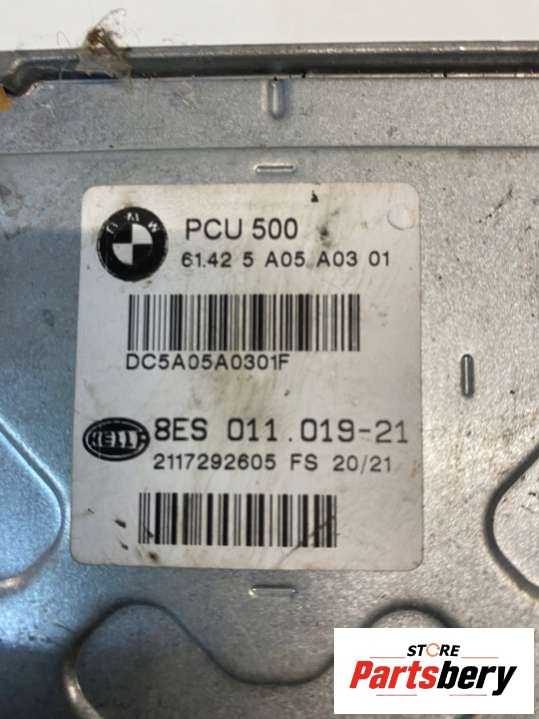 BMW
PCU 500
61.42 5 A05 A03 01
DC5A05A0301F
HELLA
8ES 011.019-21
2117292605 FS 20/21
STORE
Partsbery